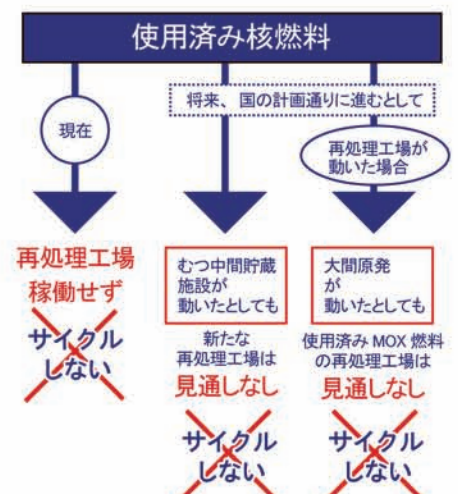 使用済み核燃料
現在
将来、国の計画通りに進むとして
再処理工場が
動いた場合
再処理工場
稼働せず
サイクル
しない
むつ中間貯蔵
施設が
動いたとしても
新たな
再処理工場は
見通しなし
サイクル
しない
大間原発
が
動いたとしても
使用済みMOX燃料
の再処理工場は
見通しなし
サイクル
しない